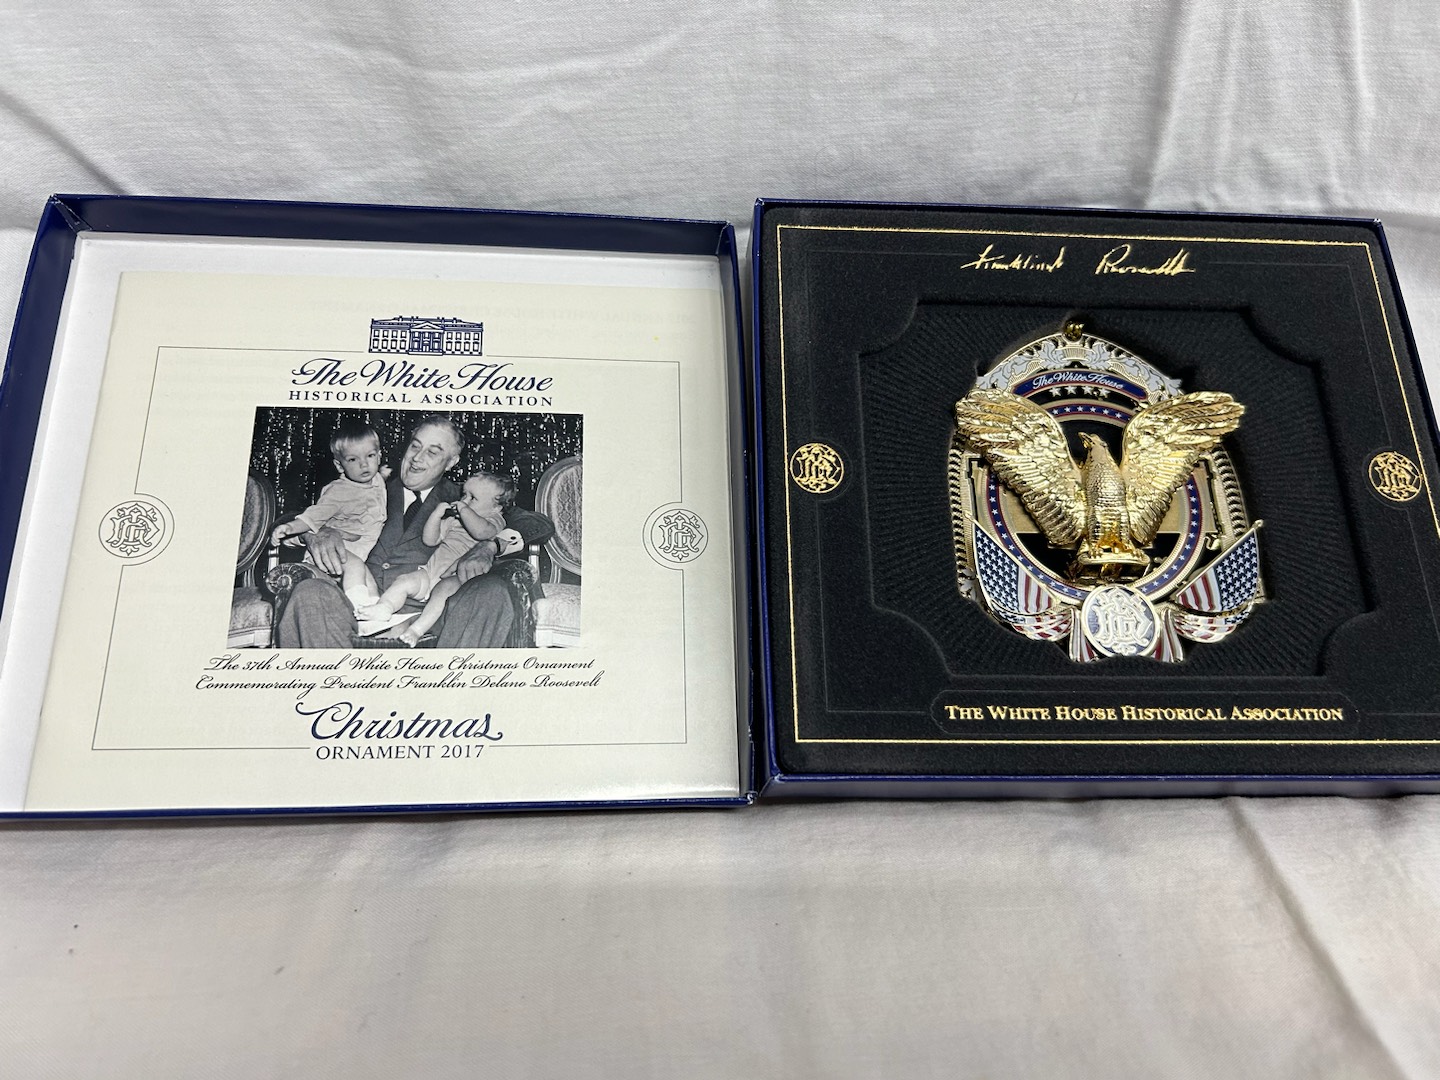 The White House
HISTORICAL ASSOCIATION
The 37th Annual White House Christmas Ornament
Commemorating President Franklin Delano Roosevelt
Christmas
ORNAMENT 2017
Franklin D Roosevelt
The White House
THE WHITE HOUSE HISTORICAL ASSOCIATION